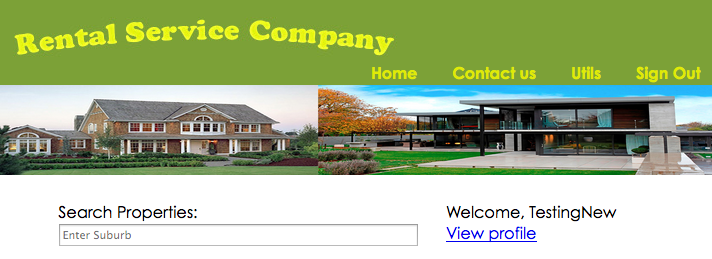 Rental Service Company
Home Contact us Utils Sign Out
Search Properties:
Enter Suburb
Welcome, TestingNew
View profile